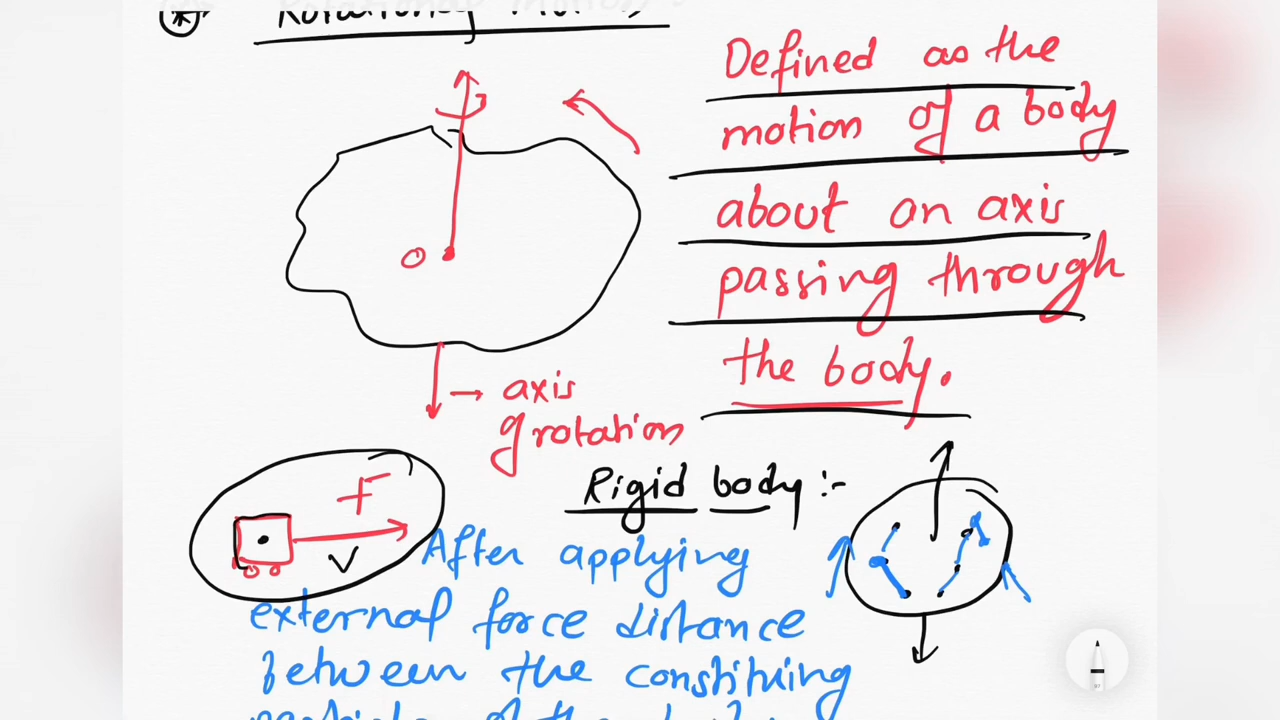 Defined as the
motion of a body
about an axis
passing through
the body.
O
→ axis
of rotation
F
V
Rigid body :-
After applying
external force distance
between the constituing